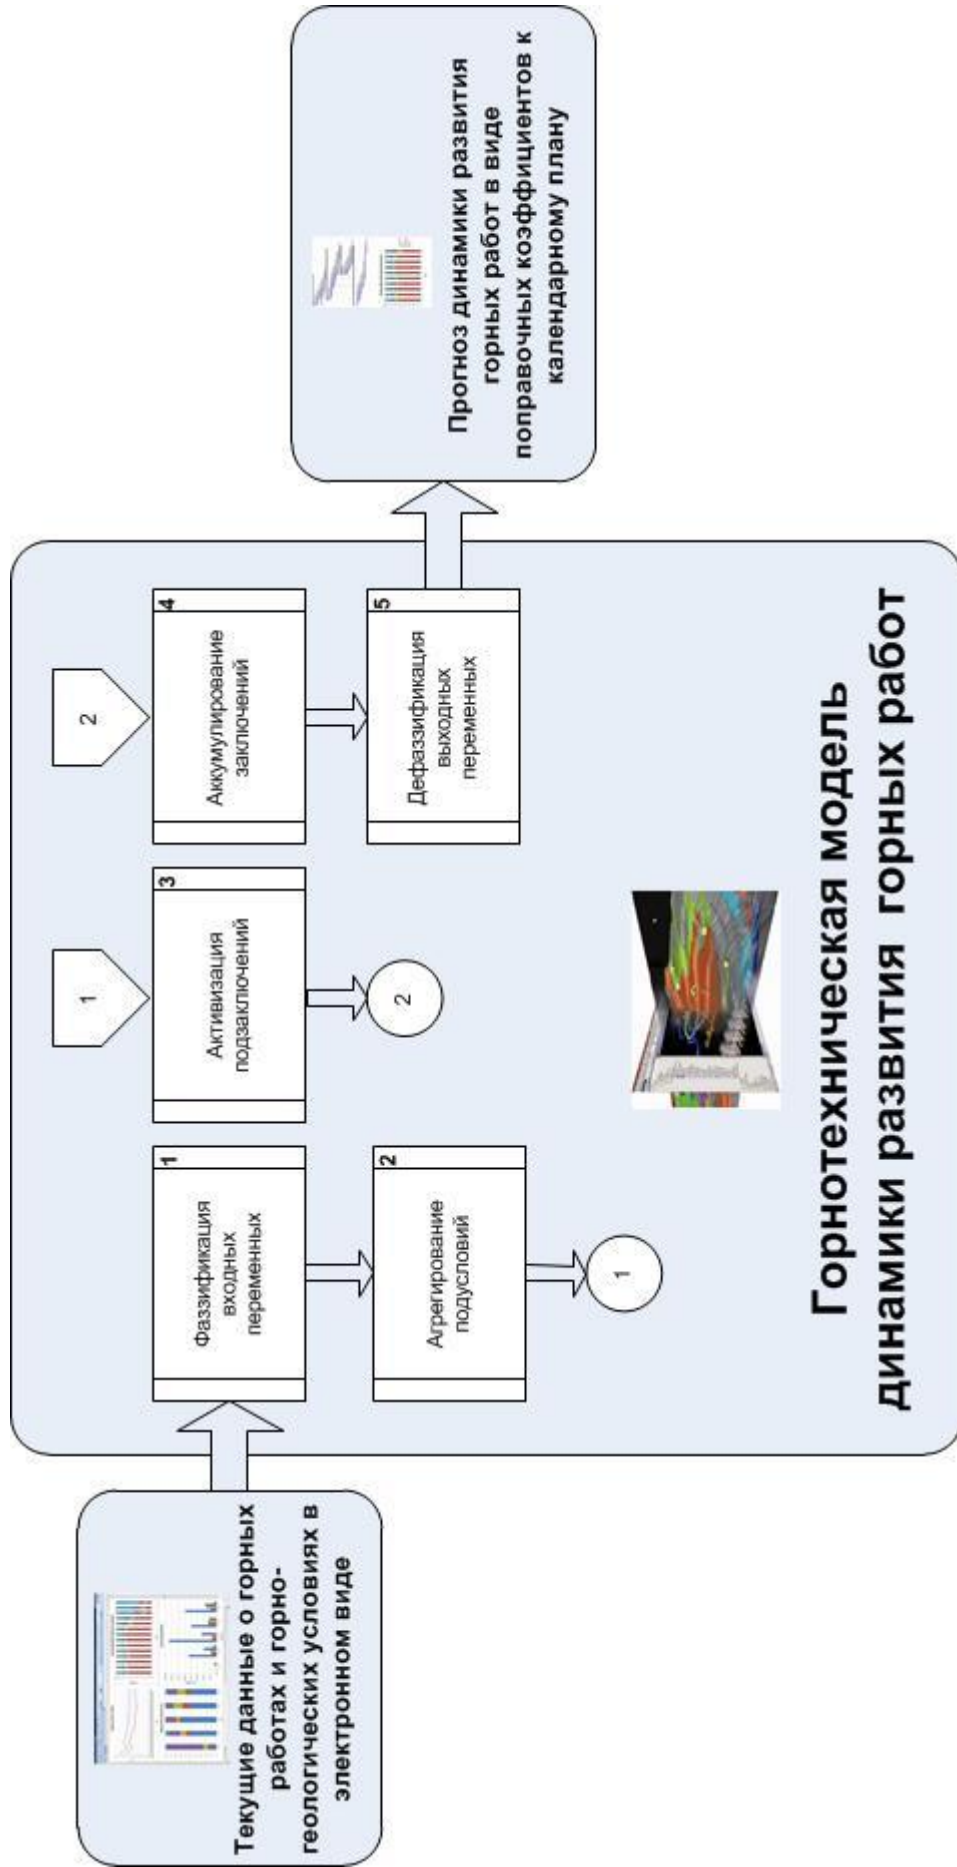 Текущие данные о горных
работах и горно-
геологических условиях в
электронном виде
1
Фаззификация
входных
переменных
2
Агрегирование
подусловий
1
1
3
Активизация
подзаключений
2
2
4
Аккумулирование
заключений
5
Дефаззификация
выходных
переменных
Горнотехническая модель
динамики развития горных работ
Прогноз динамики развития
горных работ в виде
поправочных коэффициентов к
календарному плану